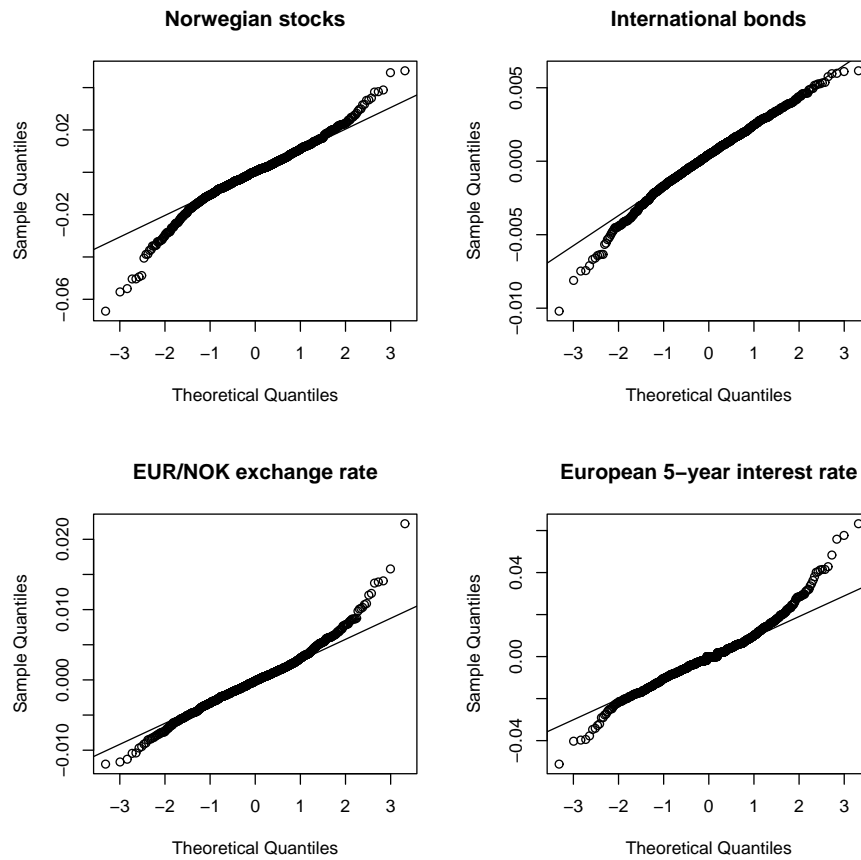 Norwegian stocks
Sample Quantiles
−0.06
−0.02
0.02
−3 −2 −1 0 1 2 3
Theoretical Quantiles
International bonds
Sample Quantiles
−0.010
−0.005
0.000
0.005
−3 −2 −1 0 1 2 3
Theoretical Quantiles
EUR/NOK exchange rate
Sample Quantiles
−0.010
0.000
0.010
0.020
−3 −2 −1 0 1 2 3
Theoretical Quantiles
European 5−year interest rate
Sample Quantiles
−0.04
0.00
0.04
−3 −2 −1 0 1 2 3
Theoretical Quantiles